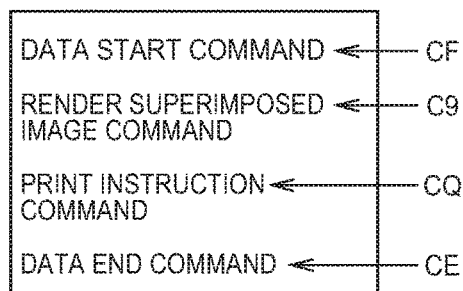 DATA START COMMAND CF
RENDER SUPERIMPOSED C9
IMAGE COMMAND
PRINT INSTRUCTION CQ
COMMAND
DATA END COMMAND CE